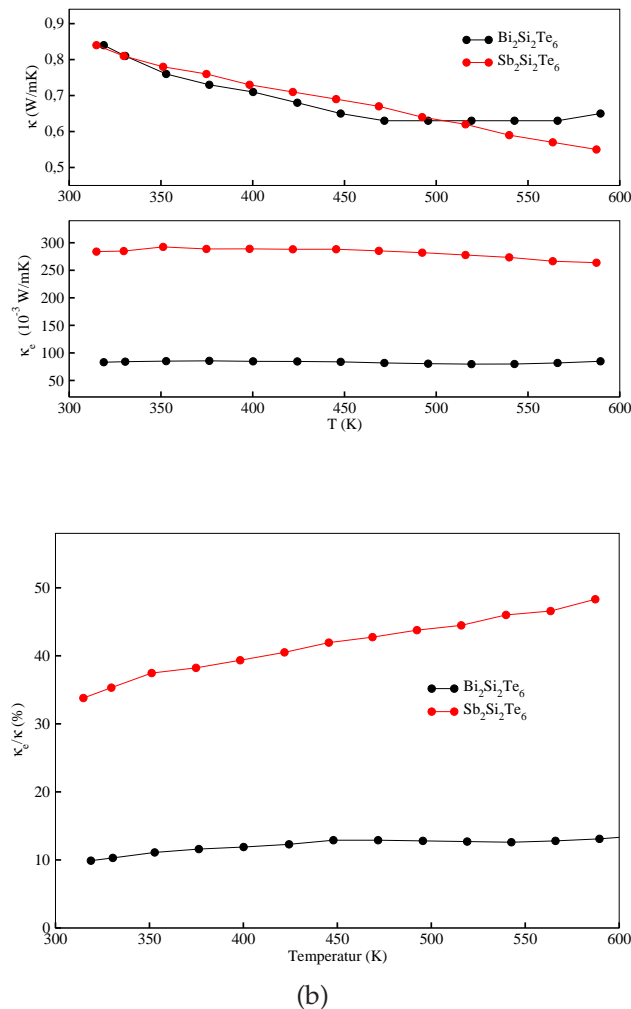 0,9
0,8
0,7
0,6
0,5
κ (W/mK)
Bi₂Si₂Te₆
Sb₂Si₂Te₆
300 350 400 450 500 550 600
300
250
200
150
100
50
κₑ (10⁻³ W/mK)
300 350 400 450 500 550 600
T (K)
50
40
30
20
10
0
κₑ/κ (%)
Bi₂Si₂Te₆
Sb₂Si₂Te₆
300 350 400 450 500 550 600
Temperatur (K)
(b)